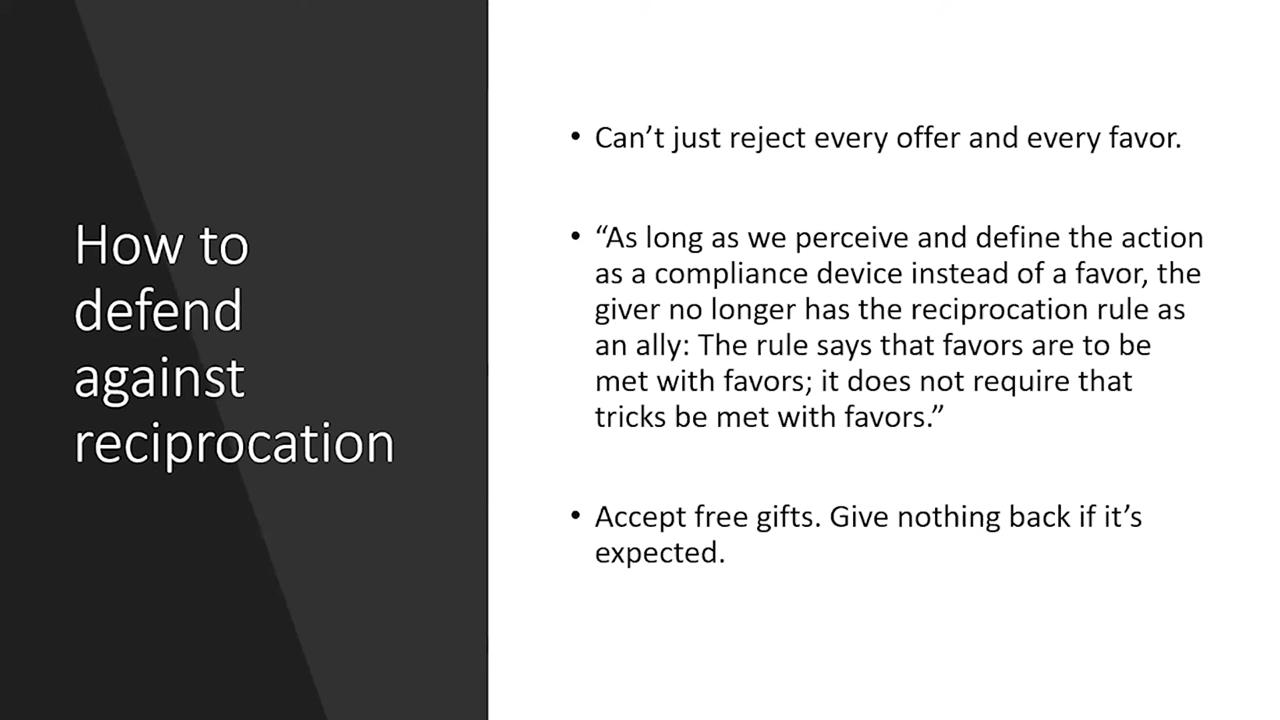 How to
defend
against
reciprocation
• Can’t just reject every offer and every favor.
• “As long as we perceive and define the action
as a compliance device instead of a favor, the
giver no longer has the reciprocation rule as
an ally: The rule says that favors are to be
met with favors; it does not require that
tricks be met with favors.”
• Accept free gifts. Give nothing back if it’s
expected.